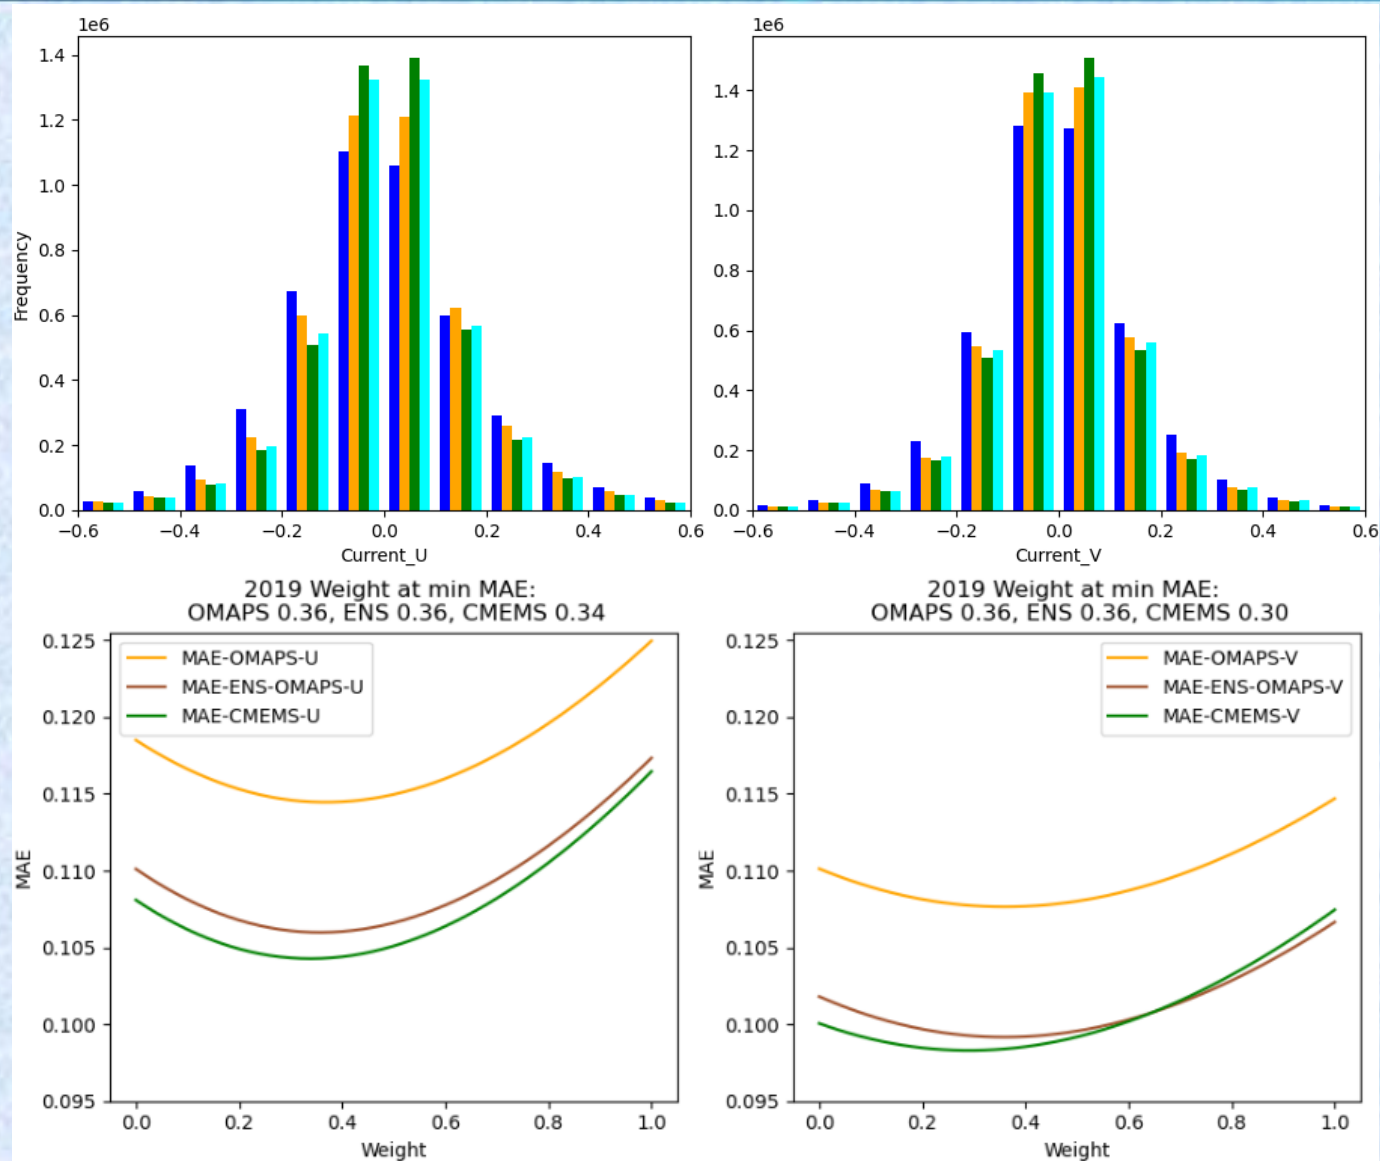 1e6
1.4
1.2
1.0
0.8
0.6
0.4
0.2
0.0
Frequency
−0.6 −0.4 −0.2 0.0 0.2 0.4 0.6
Current_U
1e6
1.4
1.2
1.0
0.8
0.6
0.4
0.2
0.0
−0.6 −0.4 −0.2 0.0 0.2 0.4 0.6
Current_V
2019 Weight at min MAE:
OMAPS 0.36, ENS 0.36, CMEMS 0.34
0.125
0.120
0.115
0.110
0.105
0.100
0.095
MAE
MAE-OMAPS-U
MAE-ENS-OMAPS-U
MAE-CMEMS-U
0.0 0.2 0.4 0.6 0.8 1.0
Weight
2019 Weight at min MAE:
OMAPS 0.36, ENS 0.36, CMEMS 0.30
0.125
0.120
0.115
0.110
0.105
0.100
0.095
MAE
MAE-OMAPS-V
MAE-ENS-OMAPS-V
MAE-CMEMS-V
0.0 0.2 0.4 0.6 0.8 1.0
Weight